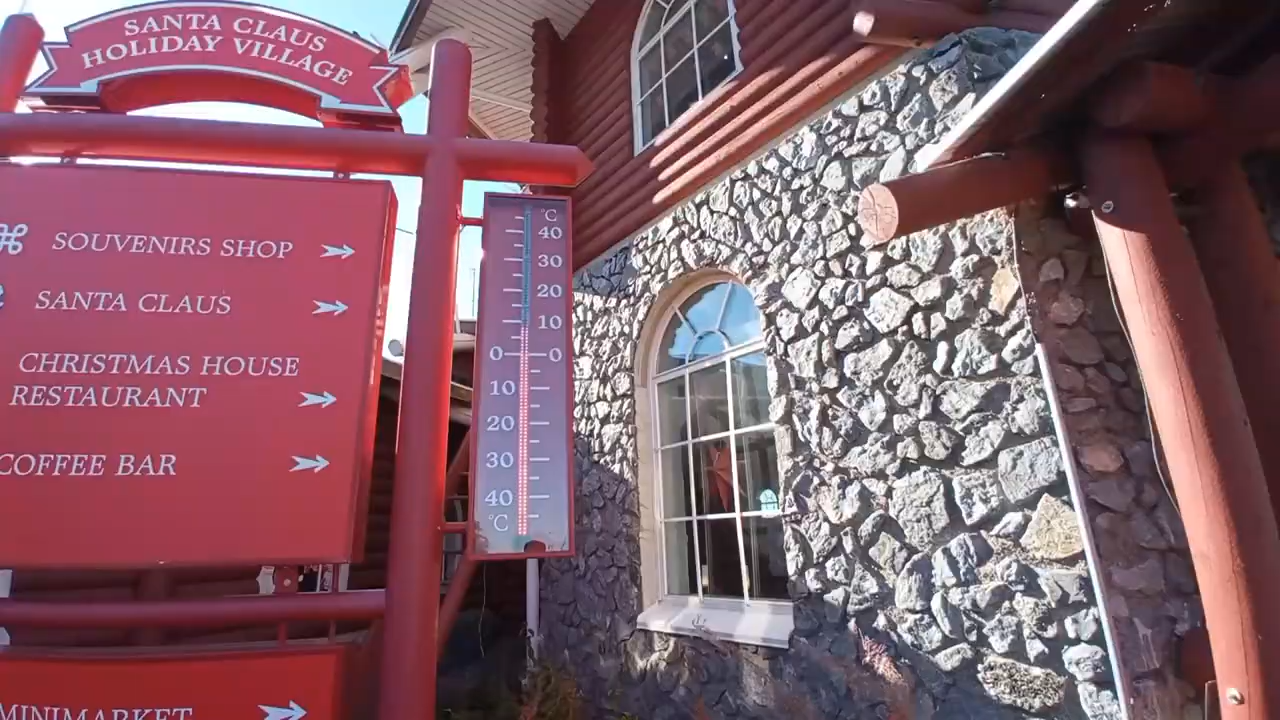 SANTA CLAUS
HOLIDAY VILLAGE
SOUVENIRS SHOP
SANTA CLAUS
CHRISTMAS HOUSE
RESTAURANT
COFFEE BAR
MINIMARKET
°C
40
30
20
10
0 0
10
20
30
40
°C